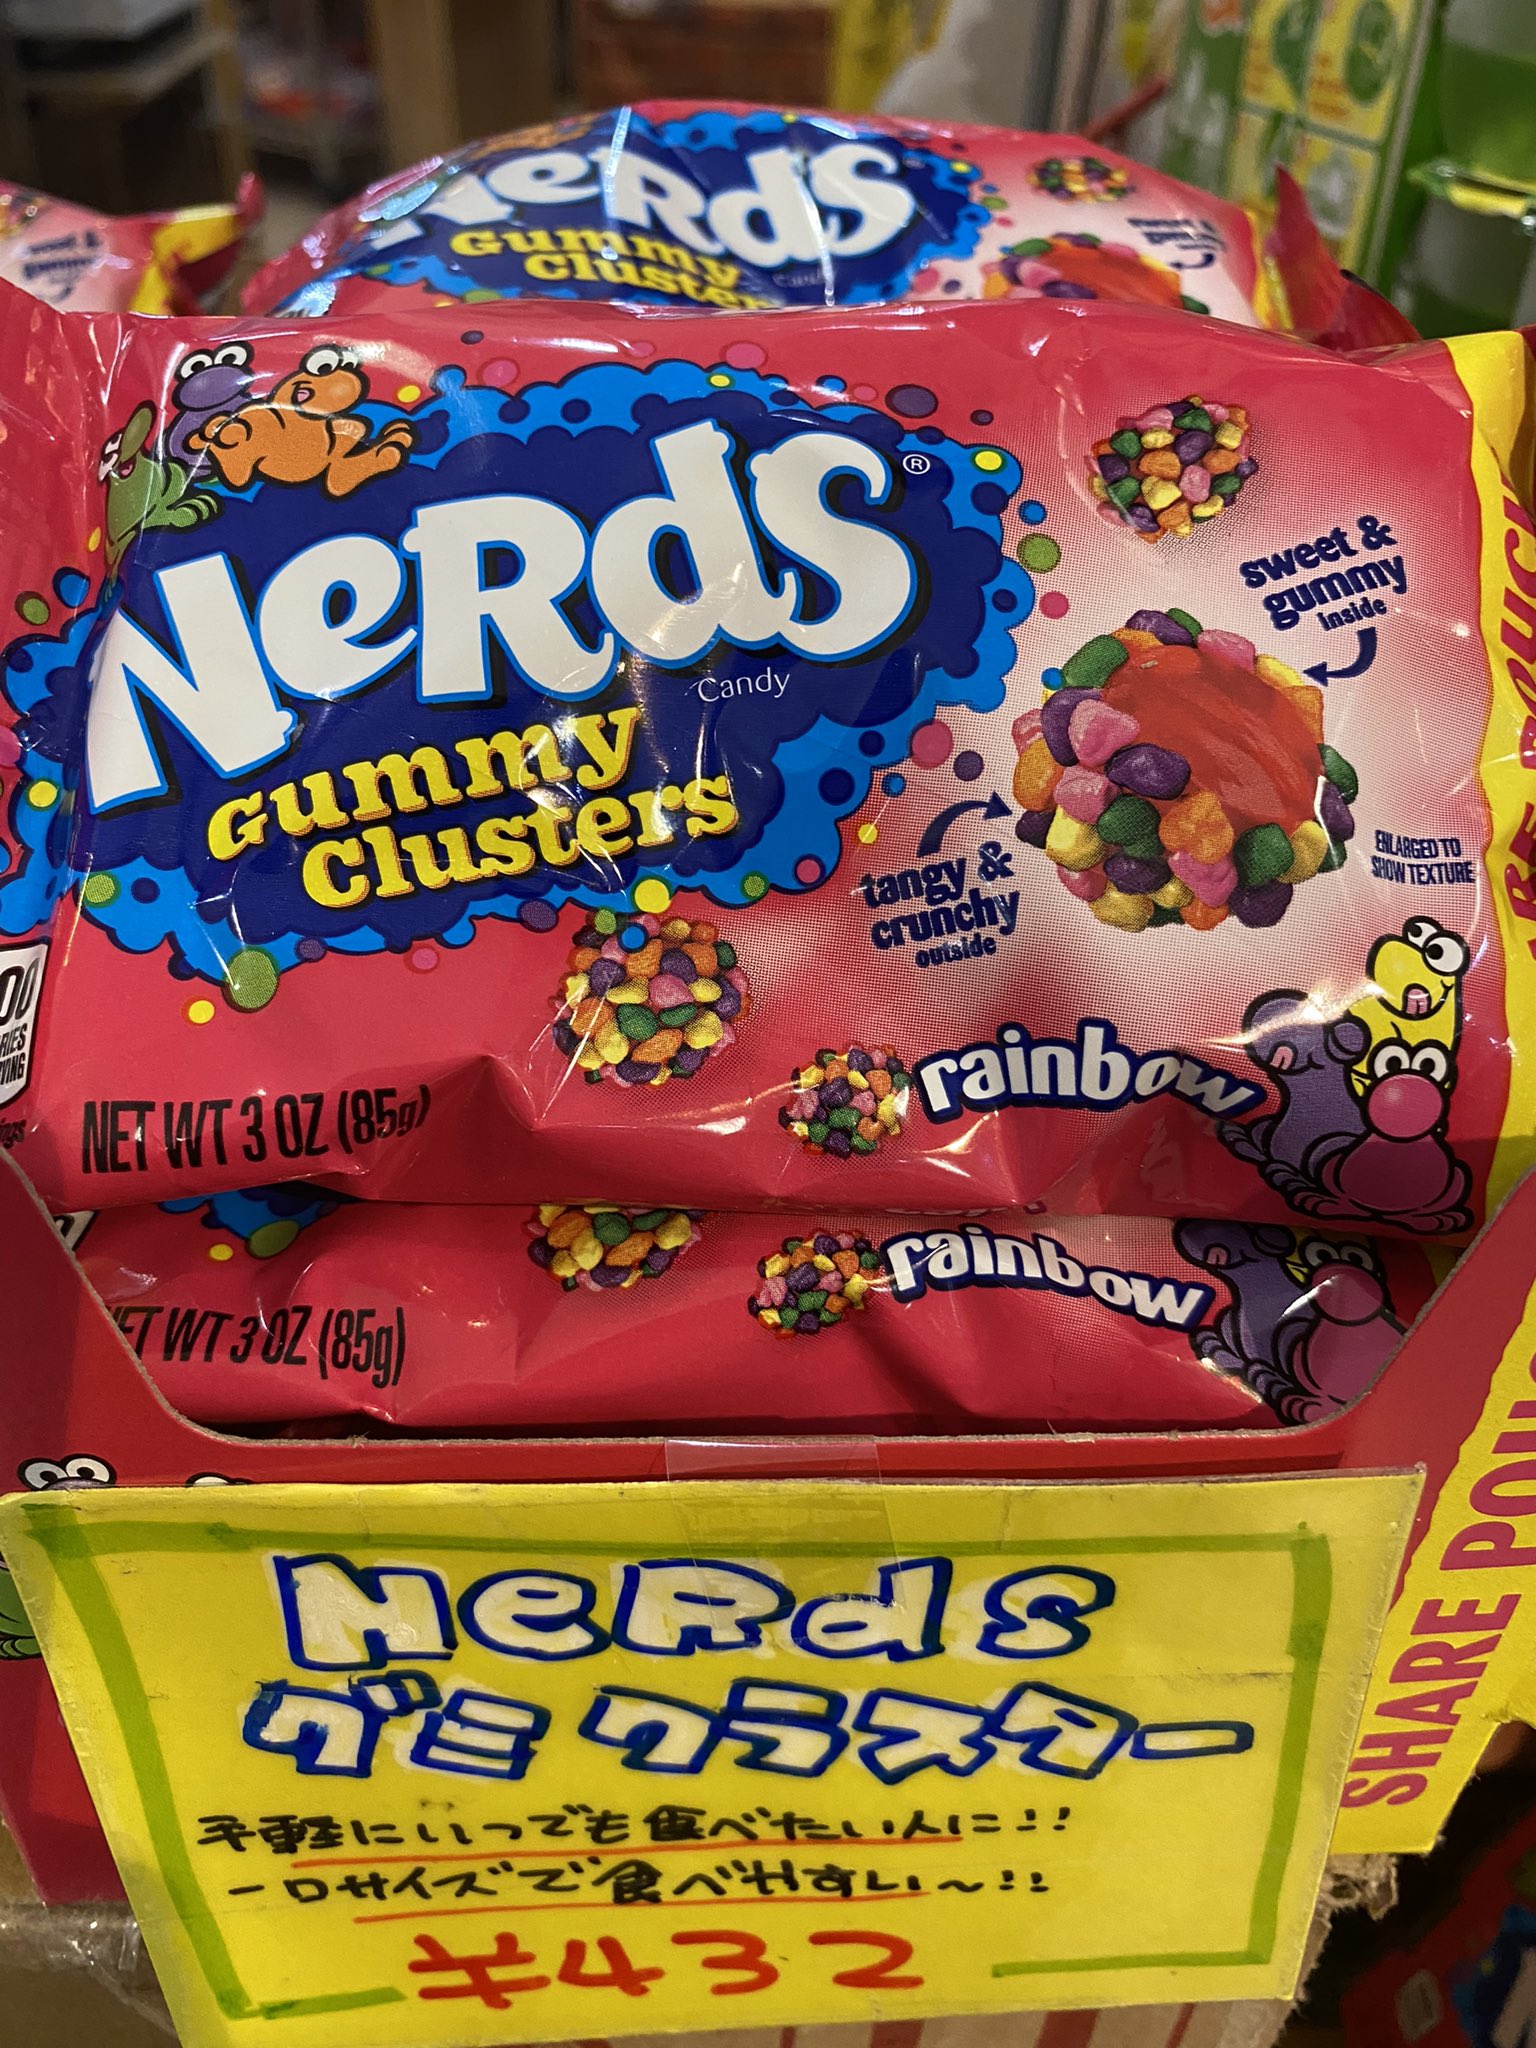 NERDS
Gummy
Cluster
NERDS®
Candy
Gummy
Clusters
sweet &
gummy
inside
tangy &
crunchy
outside
ENLARGED TO
SHOW TEXTURE
rainbow
NET WT 3 OZ (85g)
rainbow
WT 3 OZ (85g)
SHARE
NERdS
グミクラスター
手軽にいつでも食べたい人に!!
一口サイズで食べやすい〜!!
¥432